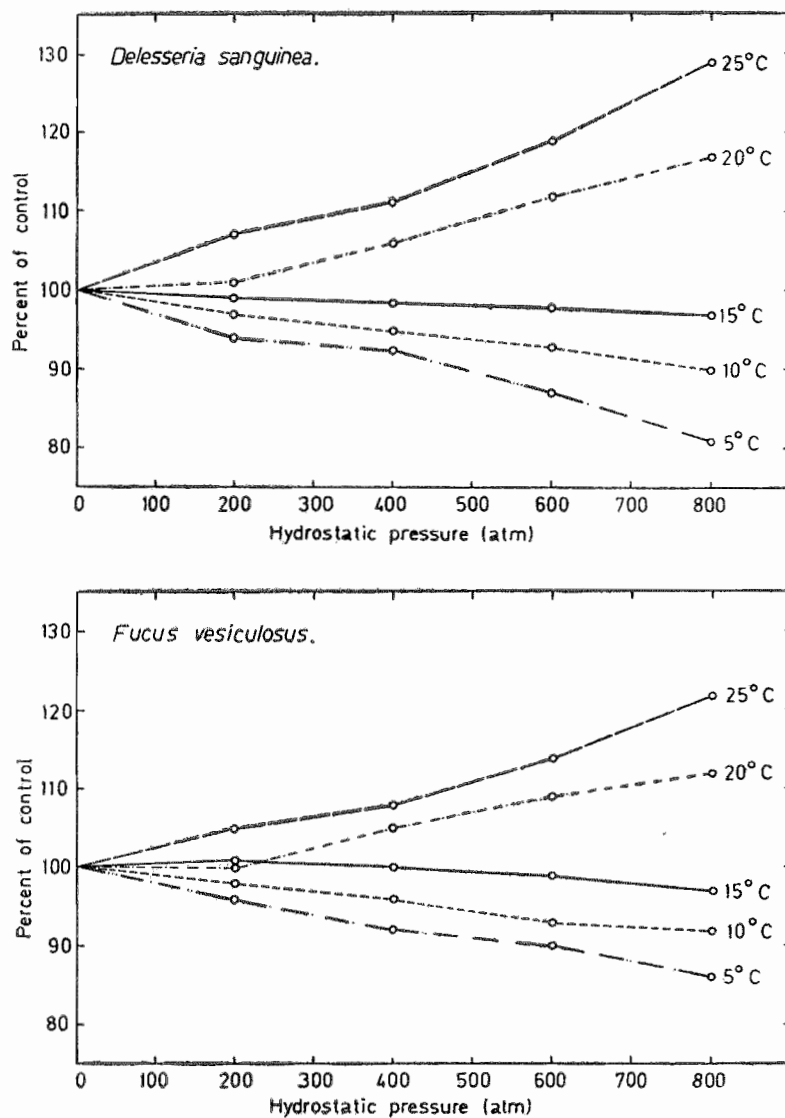 Delesseria sanguinea.
130
120
110
100
90
80
Percent of control
25°C
20°C
15°C
10°C
5°C
0 100 200 300 400 500 600 700 800
Hydrostatic pressure (atm)
Fucus vesiculosus.
130
120
110
100
90
80
Percent of control
25°C
20°C
15°C
10°C
5°C
0 100 200 300 400 500 600 700 800
Hydrostatic pressure (atm)